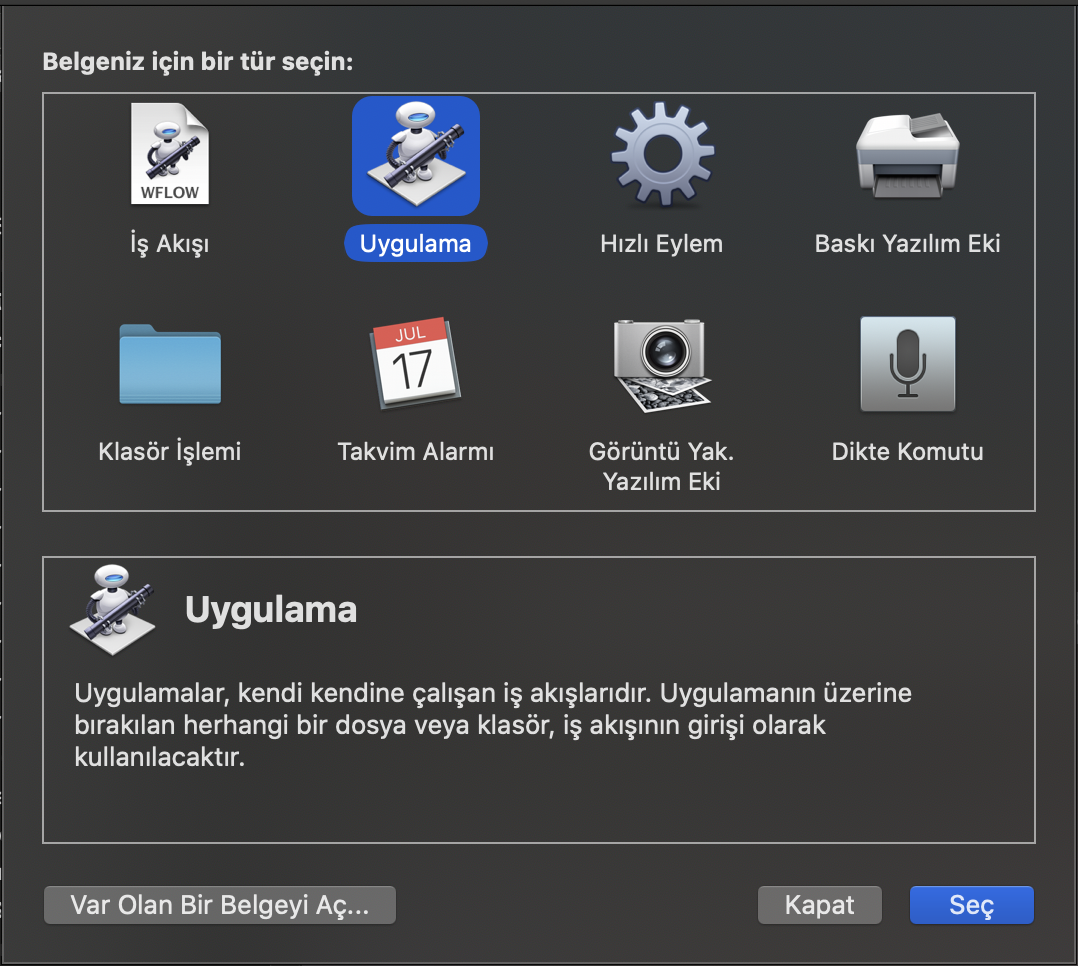 Belgeniz için bir tür seçin:
WFLOW
İş Akışı
Uygulama
Hızlı Eylem
Baskı Yazılım Eki
JUL
17
Klasör İşlemi
Takvim Alarmı
Görüntü Yak.
Yazılım Eki
Dikte Komutu
Uygulama
Uygulamalar, kendi kendine çalışan iş akışlarıdır. Uygulamanın üzerine
bırakılan herhangi bir dosya veya klasör, iş akışının girişi olarak
kullanılacaktır.
Var Olan Bir Belgeyi Aç...
Kapat
Seç